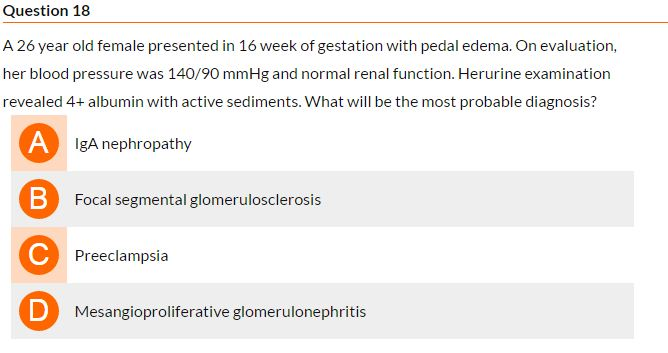 Question 18
A 26 year old female presented in 16 week of gestation with pedal edema. On evaluation,
her blood pressure was 140/90 mmHg and normal renal function. Herurine examination
revealed 4+ albumin with active sediments. What will be the most probable diagnosis?
A IgA nephropathy
B Focal segmental glomerulosclerosis
C Preeclampsia
D Mesangioproliferative glomerulonephritis